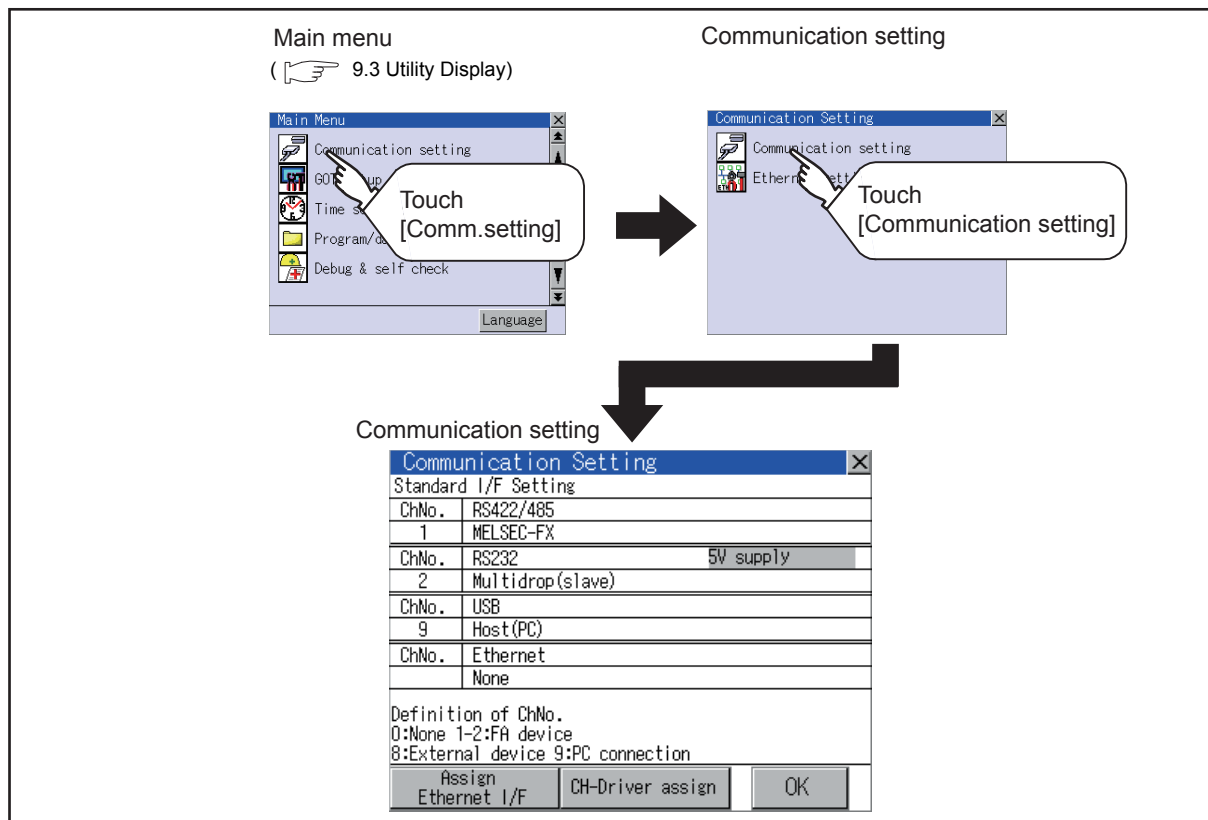 Main menu
( 9.3 Utility Display)
Communication setting
Main Menu
Communication setting
GOT
up
Time s
Program/d
Debug & self check
Language
Touch
[Comm.setting]
Communication Setting
Communication setting
Ethern
Touch
[Communication setting]
Communication setting
Communication Setting
Standard I/F Setting
ChNo. RS422/485
1 MELSEC-FX
ChNo. RS232 5V supply
2 Multidrop(slave)
ChNo. USB
9 Host(PC)
ChNo. Ethernet
None
Definition of ChNo.
0:None 1-2:FA device
8:External device 9:PC connection
Assign
Ethernet I/F
CH-Driver assign
OK